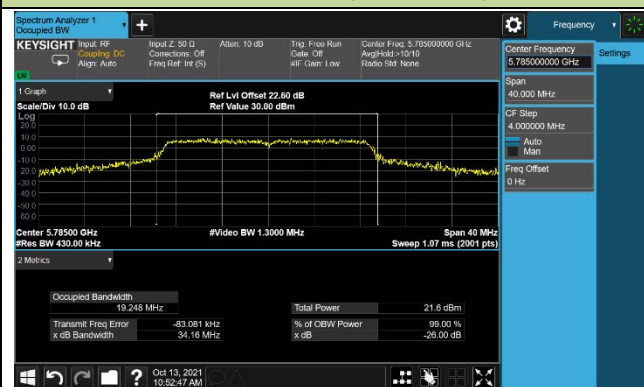 Spectrum Analyzer 1
Occupied BW
Frequency
KEYSIGHT
Input: RF
Coupling: DC
Align: Auto
Input Z: 50 Ω
Corrections: Off
Freq Ref: Int (S)
Atten: 10 dB
Trig: Free Run
Gate: Off
#IF Gain: Low
Center Freq: 5.785000000 GHz
Avg|Hold:>10/10
Radio Std: None
Center Frequency
5.785000000 GHz
Settings
Span
40.000 MHz
CF Step
4.000000 MHz
Auto
Man
Freq Offset
0 Hz
1 Graph
Scale/Div 10.0 dB
Ref Lvl Offset 22.60 dB
Ref Value 30.00 dBm
Log
20.0
10.0
0.00
-10.0
-20.0
-30.0
-40.0
-50.0
-60.0
Center 5.78500 GHz
#Res BW 430.00 kHz
#Video BW 1.3000 MHz
Span 40 MHz
Sweep 1.07 ms (2001 pts)
2 Metrics
Occupied Bandwidth
19.248 MHz
Total Power 21.6 dBm
Transmit Freq Error -83.081 kHz
% of OBW Power 99.00 %
x dB Bandwidth 34.16 MHz
x dB -26.00 dB
?
Oct 13, 2021
10:52:47 AM